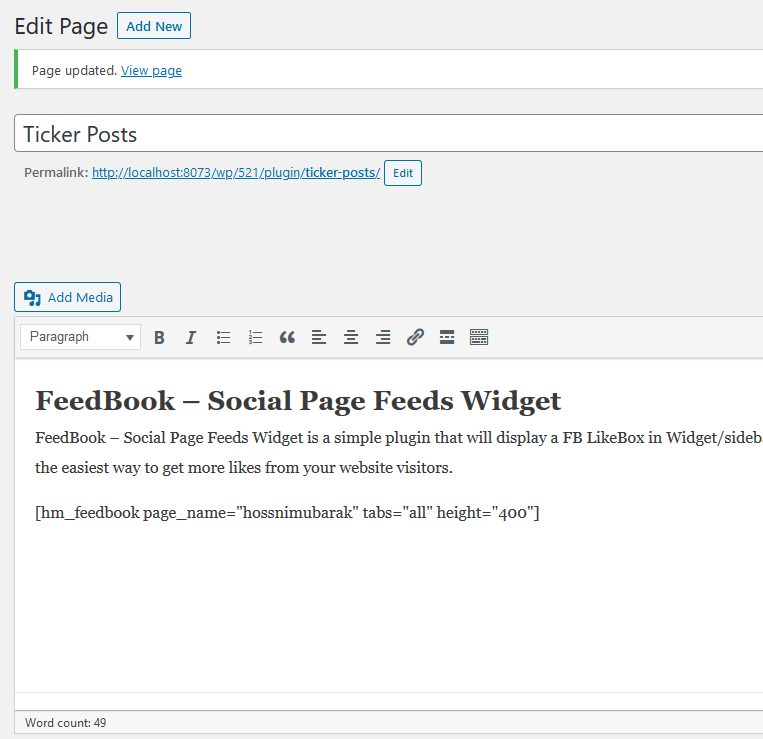 Edit Page Add New
Page updated. View page
Ticker Posts
Permalink: http://localhost:8073/wp/521/plugin/ticker-posts/ Edit
Add Media
Paragraph B I
FeedBook – Social Page Feeds Widget
FeedBook – Social Page Feeds Widget is a simple plugin that will display a FB LikeBox in
the easiest way to get more likes from your website visitors.
[hm_feedbook page_name="hossnimubarak" tabs="all" height="400"]
Word count: 49